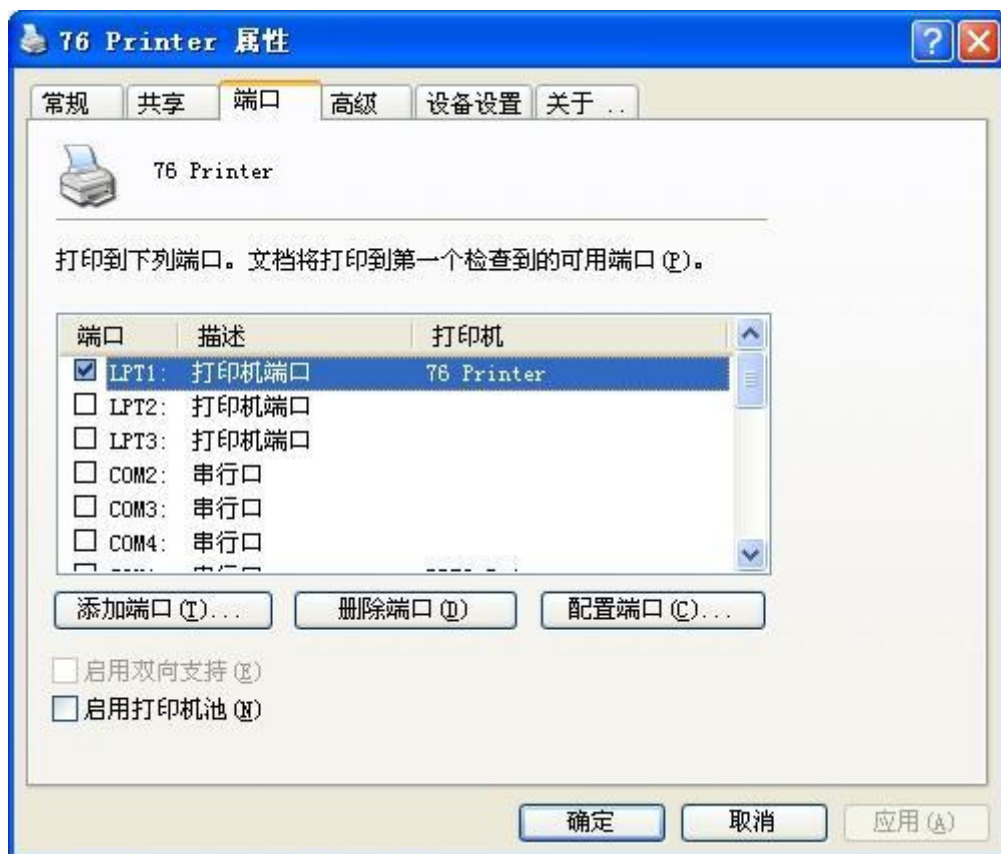 76 Printer 属性
常规 共享 端口 高级 设备设置 关于 ..
76 Printer
打印到下列端口。文档将打印到第一个检查到的可用端口(P)。
端口 描述 打印机
LPT1: 打印机端口 76 Printer
LPT2: 打印机端口
LPT3: 打印机端口
COM2: 串行口
COM3: 串行口
COM4: 串行口
添加端口(T)... 删除端口(D) 配置端口(C)...
启用双向支持(E)
启用打印机池(N)
确定 取消 应用(A)